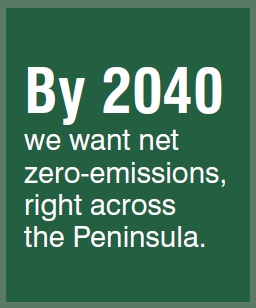 By 2040
we want net
zero-emissions,
right across
the Peninsula.